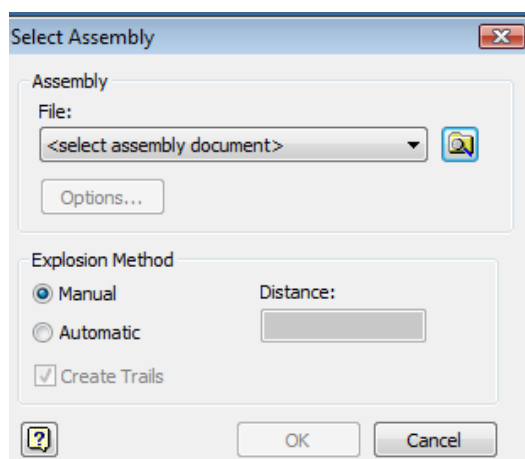 Select Assembly
Assembly
File:
<select assembly document>
Options...
Explosion Method
Manual
Distance:
Automatic
Create Trails
OK
Cancel